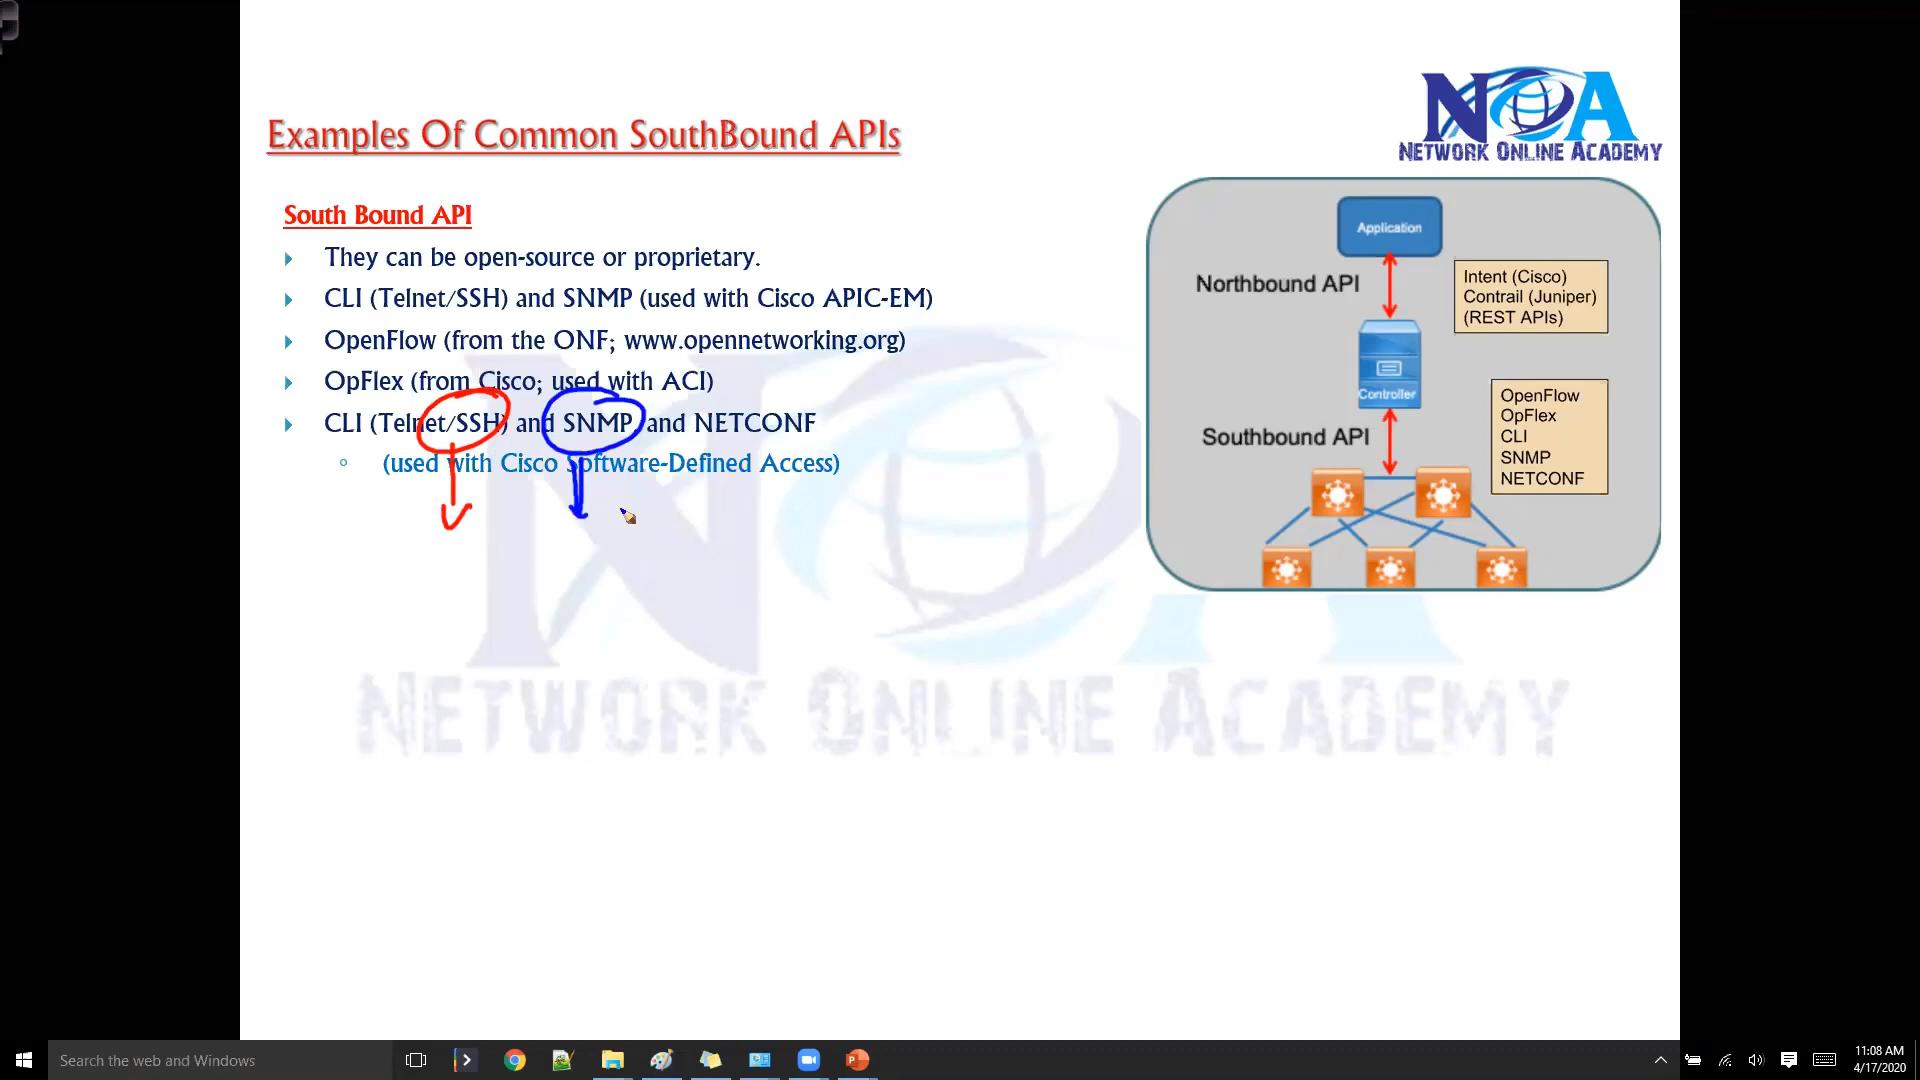 NOA
NETWORK ONLINE ACADEMY
Examples Of Common SouthBound APIs
South Bound API
They can be open-source or proprietary.
CLI (Telnet/SSH) and SNMP (used with Cisco APIC-EM)
OpenFlow (from the ONF; www.opennetworking.org)
OpFlex (from Cisco; used with ACI)
CLI (Telnet/SSH) and SNMP, and NETCONF
(used with Cisco Software-Defined Access)
Application
Northbound API
Intent (Cisco)
Contrail (Juniper)
(REST APIs)
Controller
Southbound API
OpenFlow
OpFlex
CLI
SNMP
NETCONF
NETWORK ONLINE ACADEMY
Search the web and Windows
11:08 AM
4/17/2020